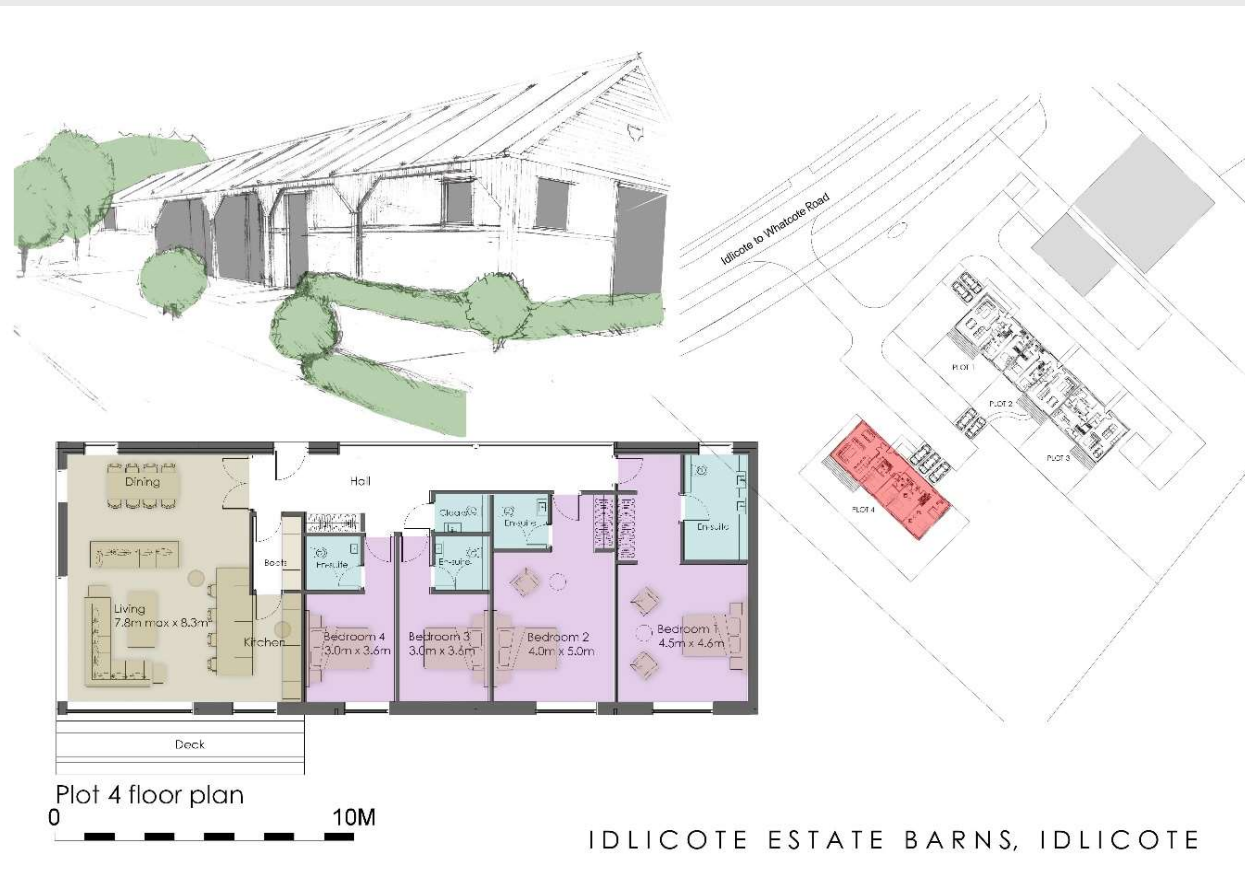 Idlicote to Whatcote Road
PLOT 1
PLOT 2
PLOT 3
PLOT 4
Dining
Hall
Cloaks
En-suite
En-suite
Boots
En-suite
En-suite
Living
7.8m max x 8.3m
Kitchen
Bedroom 4
3.0m x 3.6m
Bedroom 3
3.0m x 3.6m
Bedroom 2
4.0m x 5.0m
Bedroom 1
4.5m x 4.6m
Deck
Plot 4 floor plan
0 10M
IDLICOTE ESTATE BARNS, IDLICOTE